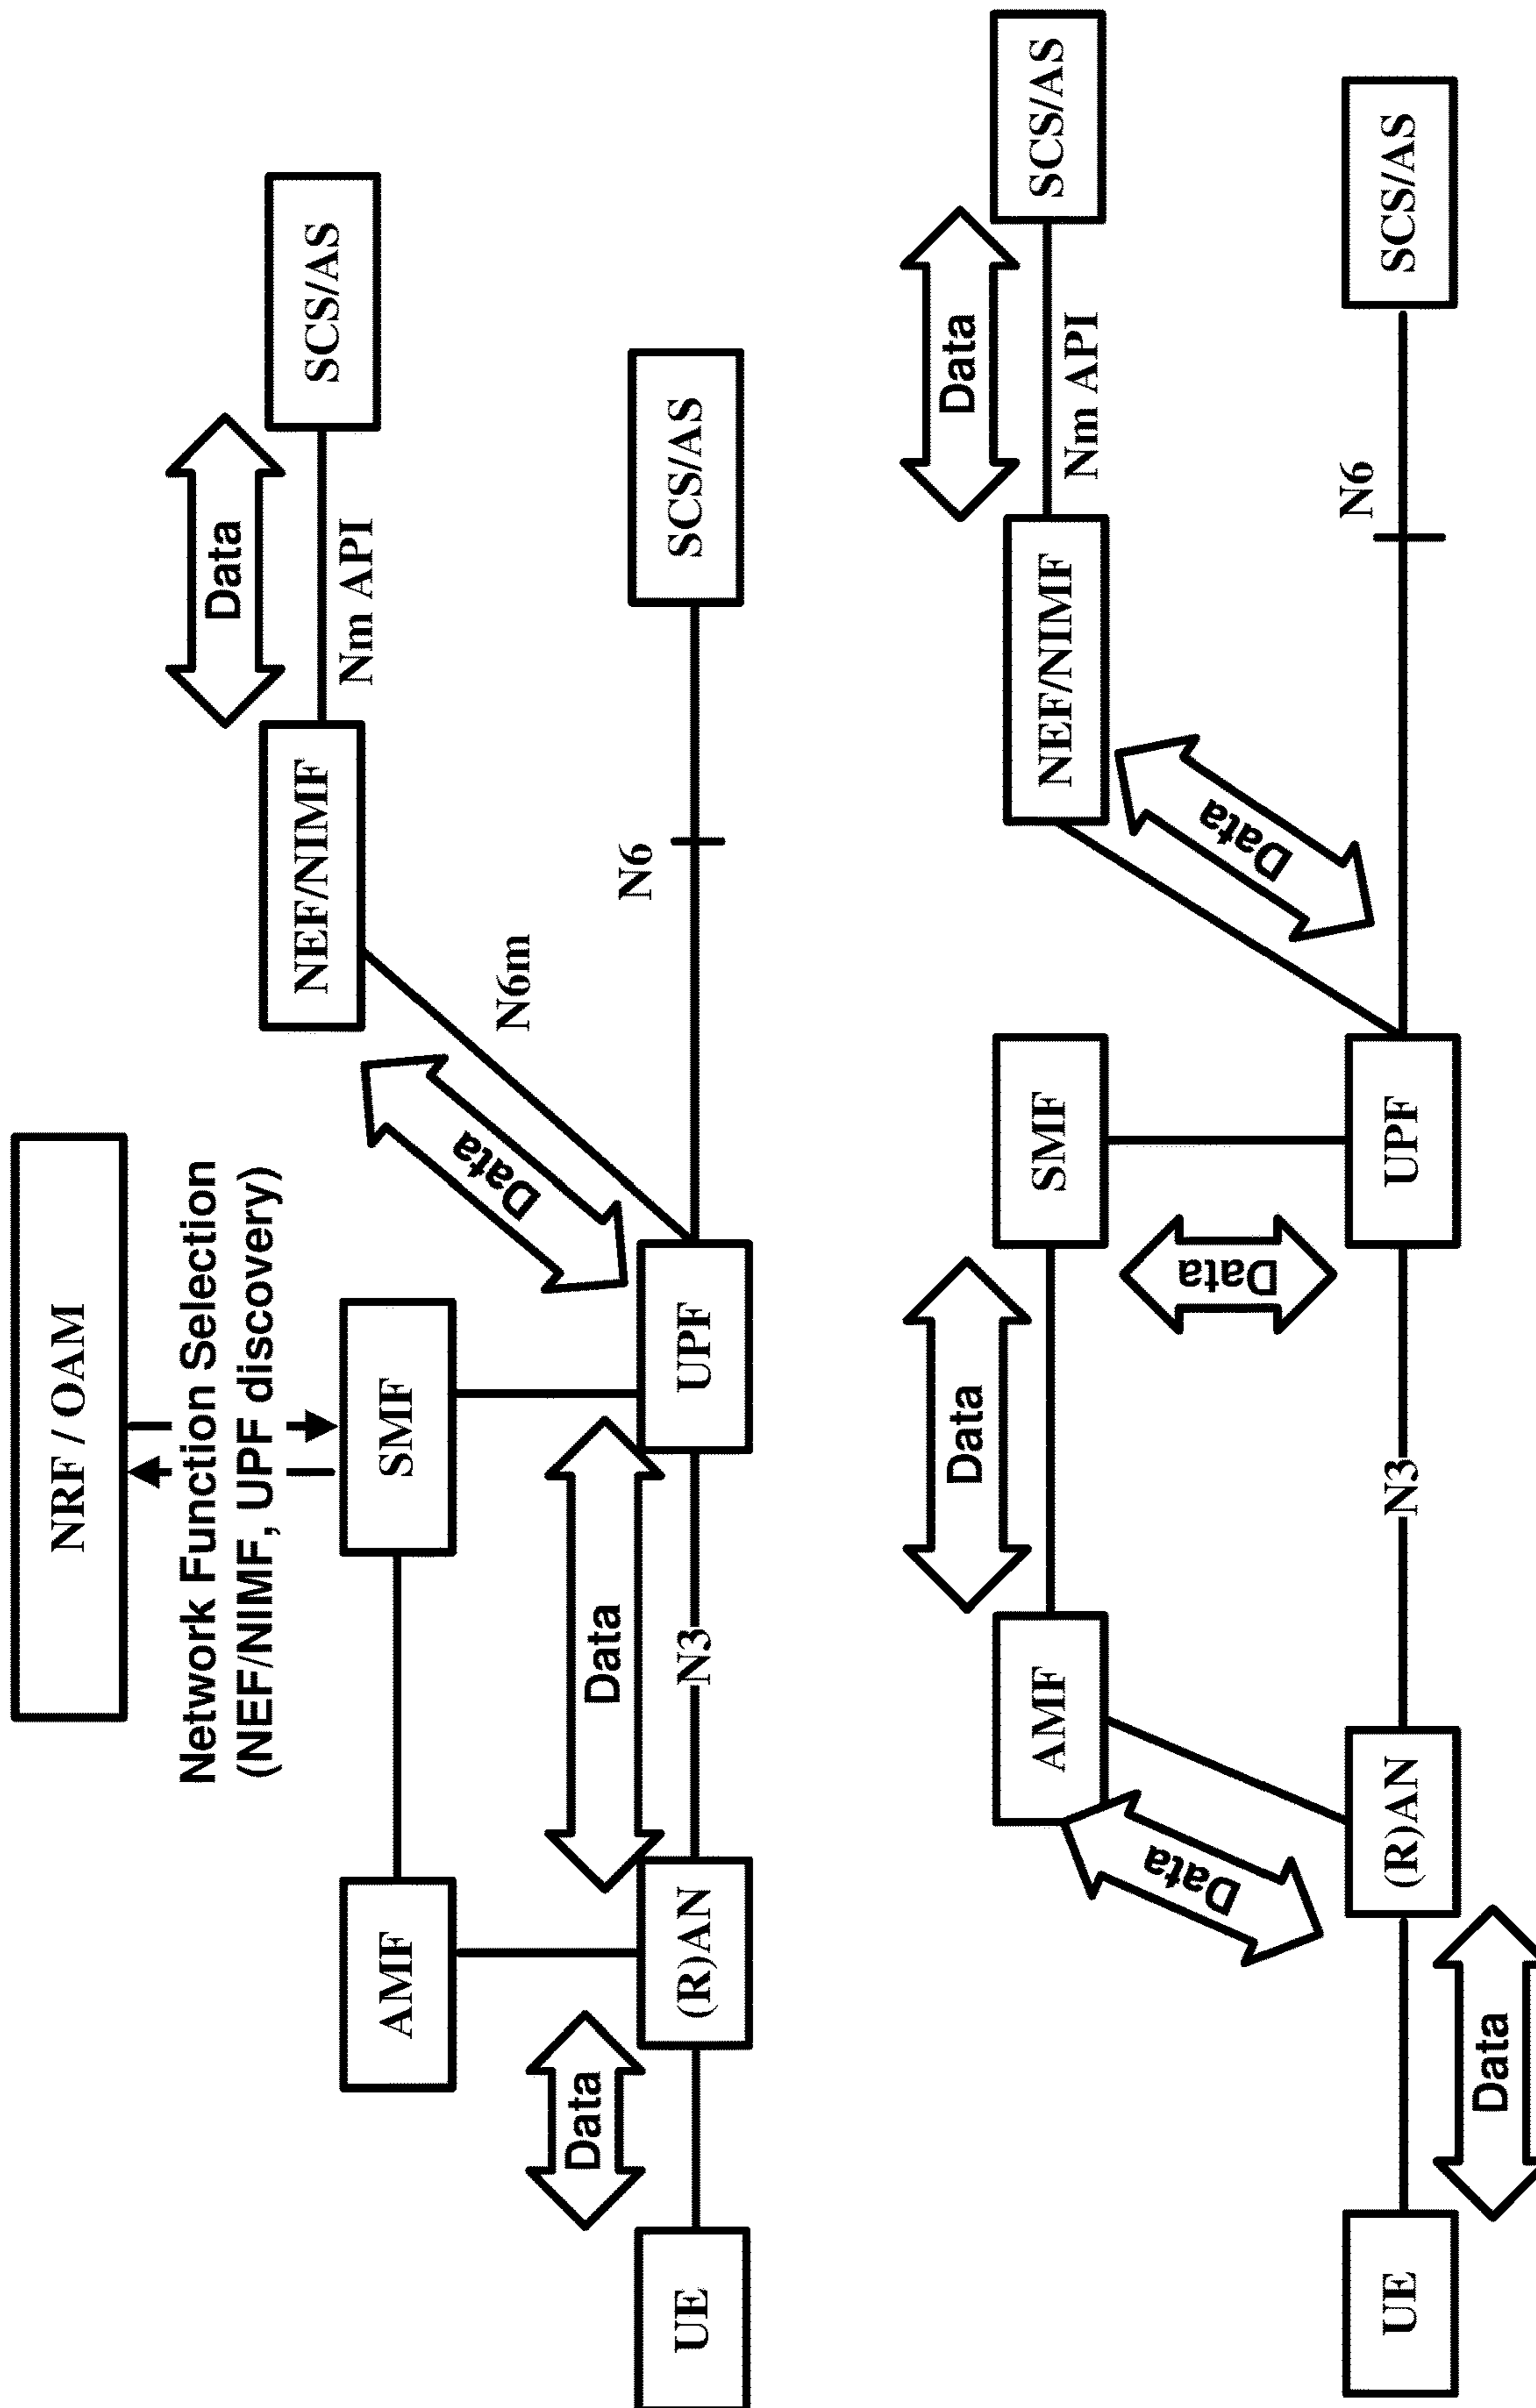 NRF / OAM
Network Function Selection
(NEF/NIMF, UPF discovery)
Data
NEF/NIMF
SCS/AS
Nm API
AMF
SMF
N6m
Data
Data
Data
N6
UE
(R)AN
N3
UPF
SCS/AS
Data
Data
AMF
SMF
NEF/NIMF
SCS/AS
Nm API
Data
Data
Data
N6
UE
(R)AN
N3
UPF
SCS/AS
Data